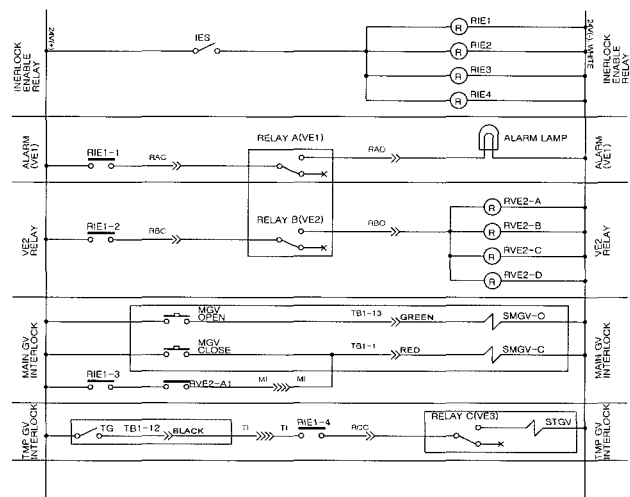 24V(+)
INERLOCK
ENABLE
RELAY
IES
RIE1
R
RIE2
R
RIE3
R
RIE4
R
24V(-) WHITE
INERLOCK
ENABLE
RELAY
ALARM
(VE1)
RIE1-1
RAC
RELAY A(VE1)
RAO
ALARM LAMP
ALARM
(VE1)
VE2
RELAY
RIE1-2
RBC
RELAY B(VE2)
RBO
RVE2-A
R
RVE2-B
R
RVE2-C
R
RVE2-D
R
VE2
RELAY
MAIN GV
INTERLOCK
MGV
OPEN
TB1-13
GREEN
SMGV-O
MGV
CLOSE
TB1-1
RED
SMGV-C
RIE1-3
RVE2-A1
MI
MI
MAIN GV
INTERLOCK
TMP GV
INTERLOCK
TG
TB1-12
BLACK
TI
TI
RIE1-4
RCC
RELAY C(VE3)
STGV
TMP GV
INTERLOCK